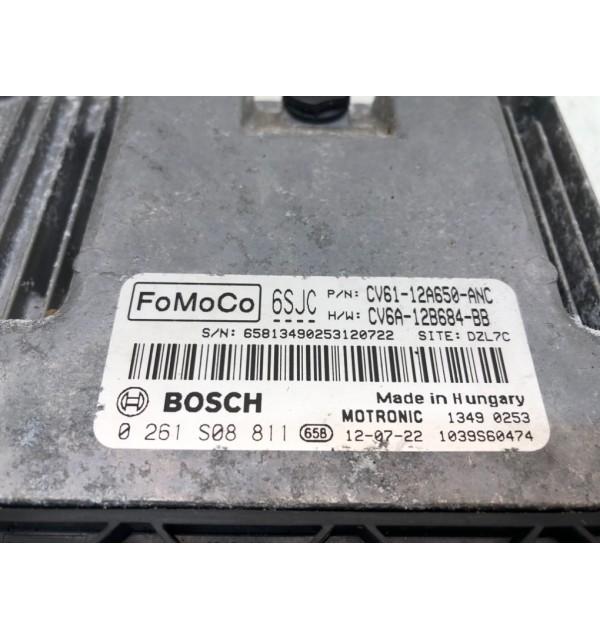 FoMoCo 6SJC P/N: CV61-12A650-ANC
H/W: CV6A-12B684-BB
S/N: 65813490253120722 SITE: DZL7C
BOSCH Made in Hungary
MOTRONIC 1349 0253
0 261 S08 811 65B 12-07-22 1039S60474